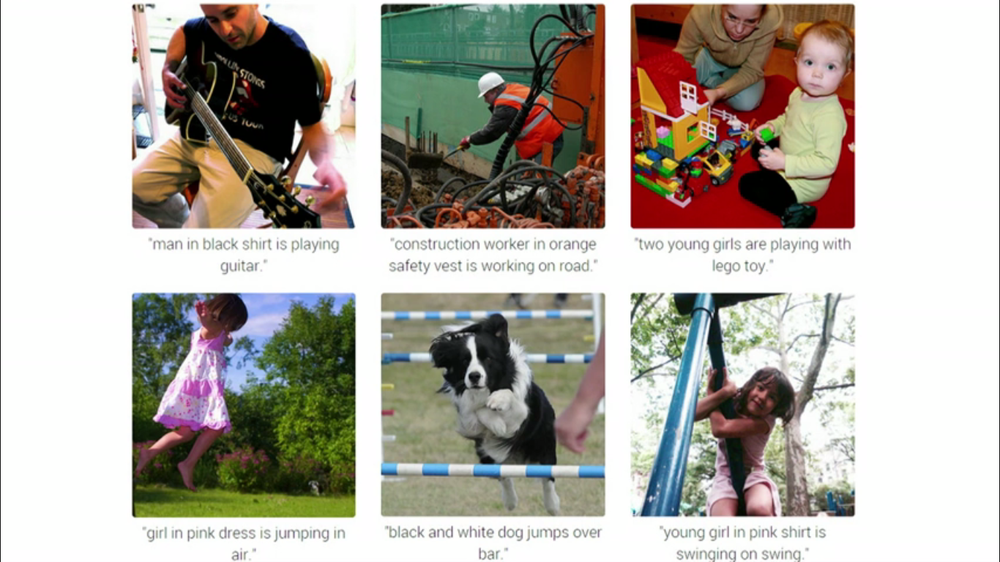 "man in black shirt is playing
guitar."
"construction worker in orange
safety vest is working on road."
"two young girls are playing with
lego toy."
"girl in pink dress is jumping in
air."
"black and white dog jumps over
bar."
"young girl in pink shirt is
swinging on swing."